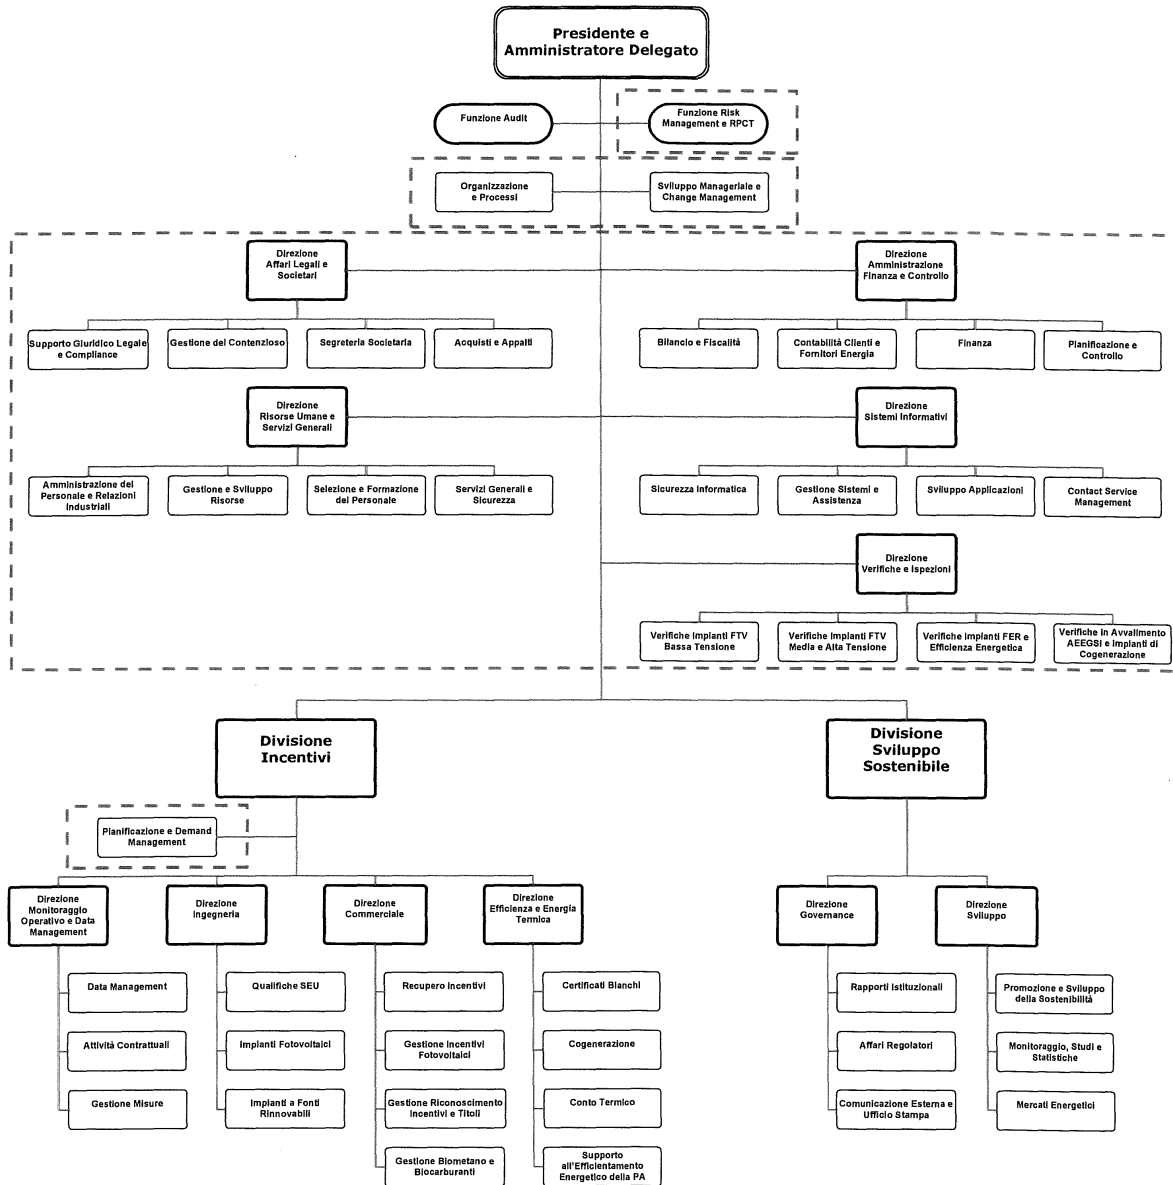 Presidente e
Amministratore Delegato
Funzione Audit
Funzione Risk
Management e RPCT
Organizzazione
e Processi
Sviluppo Manageriale e
Change Management
Direzione
Affari Legali e
Societari
Direzione
Amministrazione
Finanza e Controllo
Supporto Giuridico Legale
e Compliance
Gestione del Contenzioso
Segreteria Societaria
Acquisti e Appalti
Bilancio e Fiscalità
Contabilità Clienti e
Fornitori Energia
Finanza
Pianificazione e
Controllo
Direzione
Risorse Umane e
Servizi Generali
Direzione
Sistemi Informativi
Amministrazione del
Personale e Relazioni
Industriali
Gestione e Sviluppo
Risorse
Selezione e Formazione
del Personale
Servizi Generali e
Sicurezza
Sicurezza Informatica
Gestione Sistemi e
Assistenza
Sviluppo Applicazioni
Contact Service
Management
Direzione
Verifiche e Ispezioni
Verifiche Impianti FTV
Bassa Tensione
Verifiche Impianti FTV
Media e Alta Tensione
Verifiche Impianti FER e
Efficienza Energetica
Verifiche in Avvalimento
AEEGSI e Impianti di
Cogenerazione
Divisione
Incentivi
Divisione
Sviluppo
Sostenibile
Pianificazione e Demand
Management
Direzione
Monitoraggio
Operativo e Data
Management
Direzione
Ingegneria
Direzione
Commerciale
Direzione
Efficienza e Energia
Termica
Direzione
Governance
Direzione
Sviluppo
Data Management
Qualifiche SEU
Recupero Incentivi
Certificati Bianchi
Rapporti Istituzionali
Promozione e Sviluppo
della Sostenibilità
Attività Contrattuali
Impianti Fotovoltaici
Gestione Incentivi
Fotovoltaici
Cogenerazione
Affari Regolatori
Monitoraggio, Studi e
Statistiche
Gestione Misure
Impianti a Fonti
Rinnovabili
Gestione Riconoscimento
Incentivi e Titoli
Conto Termico
Comunicazione Esterna e
Ufficio Stampa
Mercati Energetici
Gestione Biometano e
Biocarburanti
Supporto
all'Efficientamento
Energetico della PA